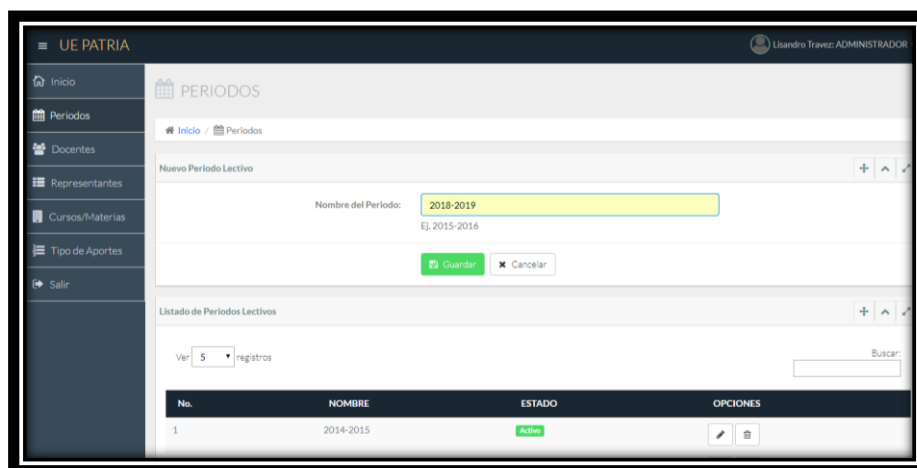 UE PATRIA
Lisandro Travez: ADMINISTRADOR
Inicio
Periodos
Docentes
Representantes
Cursos/Materias
Tipo de Aportes
Salir
PERIODOS
Inicio / Periodos
Nuevo Periodo Lectivo
Nombre del Periodo: 2018-2019
Ej. 2015-2016
Guardar Cancelar
Listado de Periodos Lectivos
Ver 5 registros
Buscar:
No. NOMBRE ESTADO OPCIONES
1 2014-2015 Activo